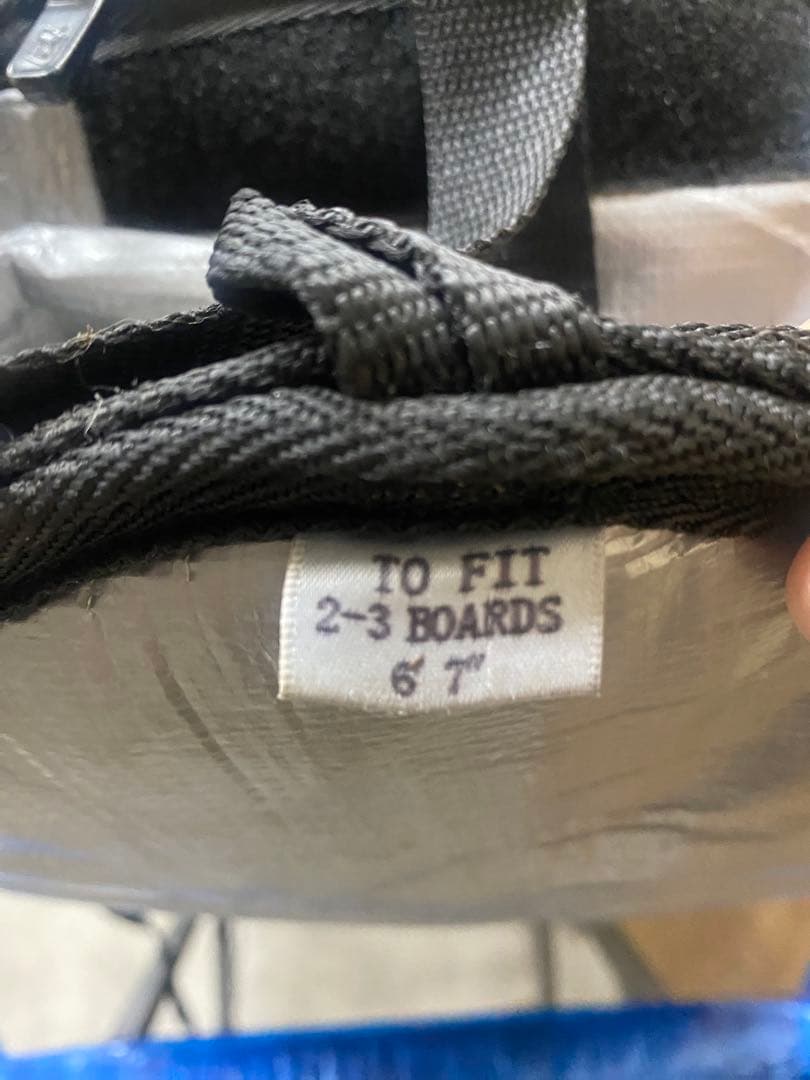 TO FIT
2-3 BOARDS
6' 7"